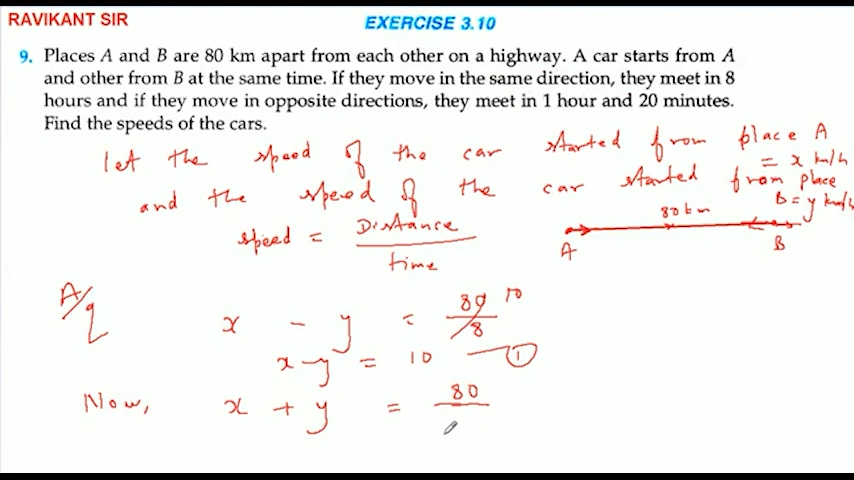 RAVIKANT SIR
EXERCISE 3.10
9. Places A and B are 80 km apart from each other on a highway. A car starts from A
and other from B at the same time. If they move in the same direction, they meet in 8
hours and if they move in opposite directions, they meet in 1 hour and 20 minutes.
Find the speeds of the cars.
let the speed of the car started from place A
= x km/h
and the speed of the car started from place
B = y km/h
speed = Distance / time
80 km
A B
A/q
x - y = 80/8 10
x - y = 10 — ①
Now, x + y = 80